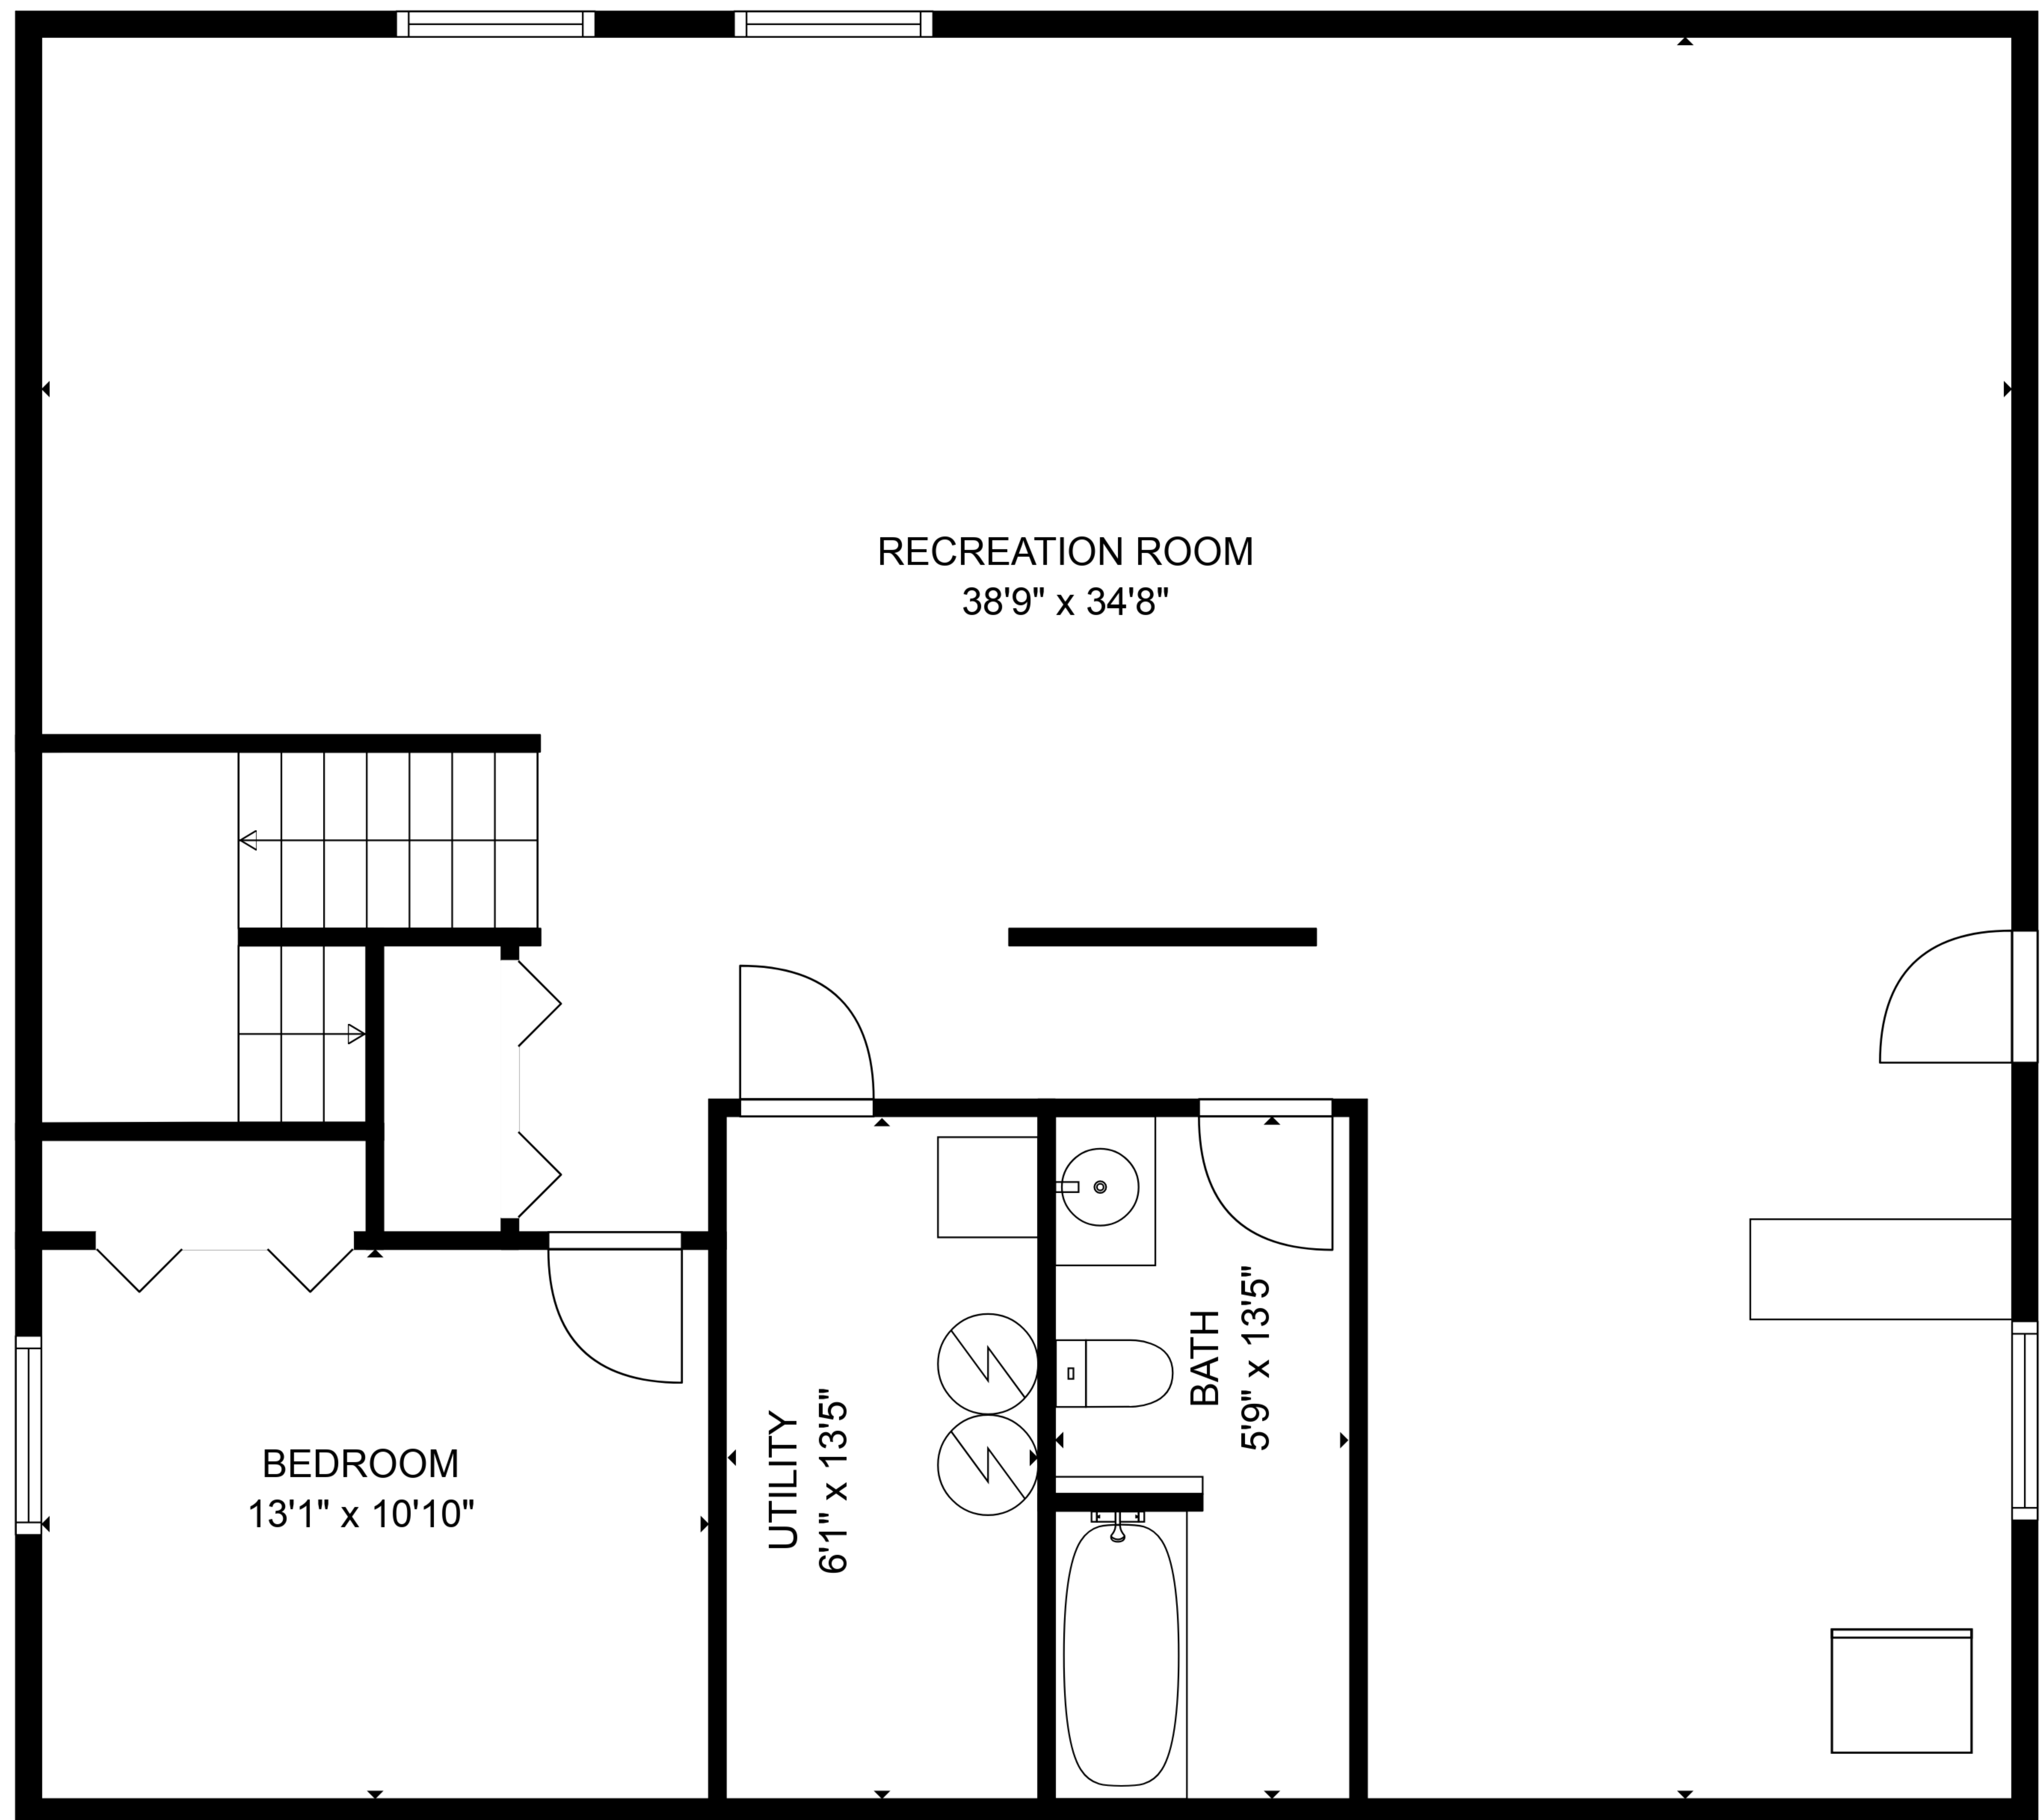 RECREATION ROOM
38'9" x 34'8"
BEDROOM
13'1" x 10'10"
UTILITY
6'1" x 13'5"
BATH
5'9" x 13'5"